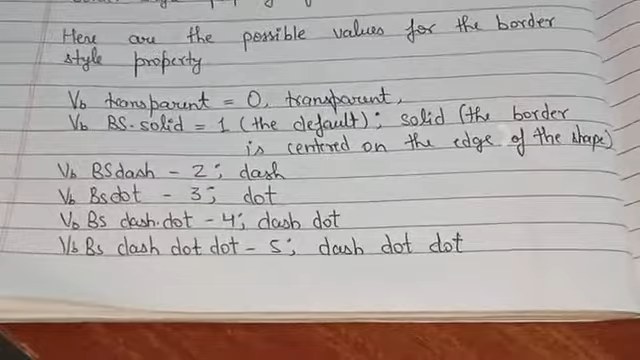 Here are the possible values for the border
style property
Vb transparent = 0, transparent,
Vb BS.solid = 1 (the default); solid (the border
is centered on the edge of the shape)
Vb BSdash - 2; dash
Vb Bsdot - 3; dot
Vb Bs dash.dot - 4; dash dot
Vb Bs dash dot dot - 5; dash dot dot